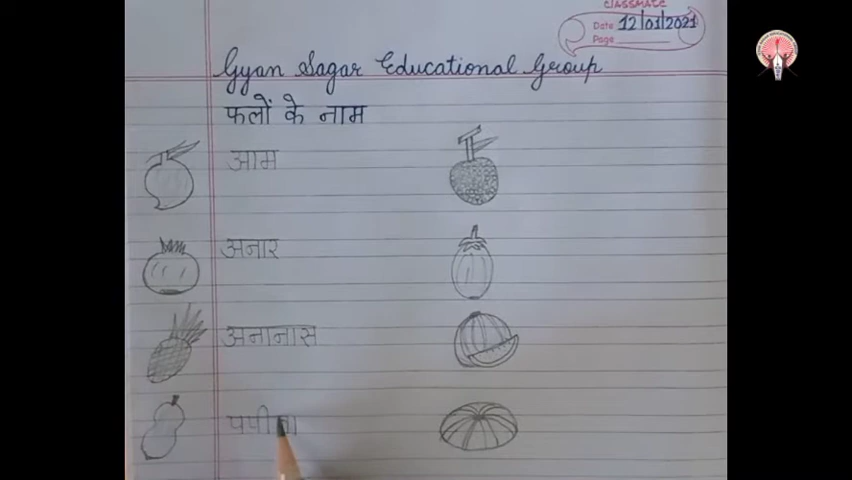 CLASSMATE
Date 12/01/2021
Page
Gyan Sagar Educational Group
फलों के नाम
आम
अनार
अनानास
पपीता